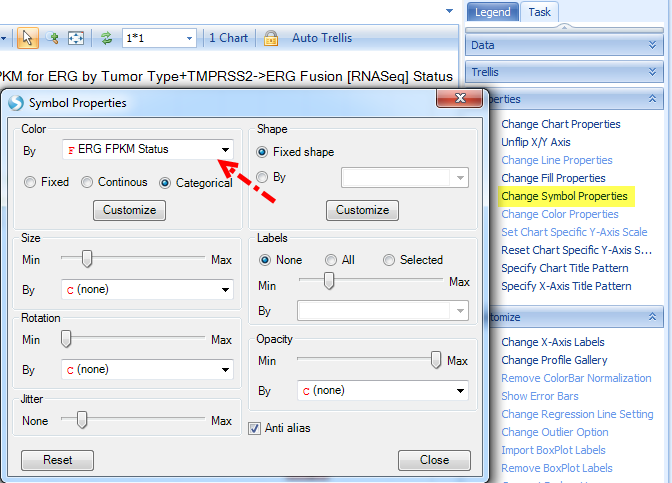 Legend Task
1*1 1 Chart Auto Trellis
Data
Trellis
PKM for ERG by Tumor Type+TMPRSS2->ERG Fusion [RNASeq] Status
Symbol Properties
Color
By F ERG FPKM Status
Fixed Continous Categorical
Customize
Shape
Fixed shape
By
Customize
Size
Min Max
By C (none)
Labels
None All Selected
Min Max
By
Rotation
Min Max
By C (none)
Opacity
Min Max
By C (none)
Jitter
None Max
Anti alias
Reset Close
operties
Change Chart Properties
Unflip X/Y Axis
Change Line Properties
Change Fill Properties
Change Symbol Properties
Change Color Properties
Set Chart Specific Y-Axis Scale
Reset Chart Specific Y-Axis S...
Specify Chart Title Pattern
Specify X-Axis Title Pattern
tomize
Change X-Axis Labels
Change Profile Gallery
Remove ColorBar Normalization
Show Error Bars
Change Regression Line Setting
Change Outlier Option
Import BoxPlot Labels
Remove BoxPlot Labels